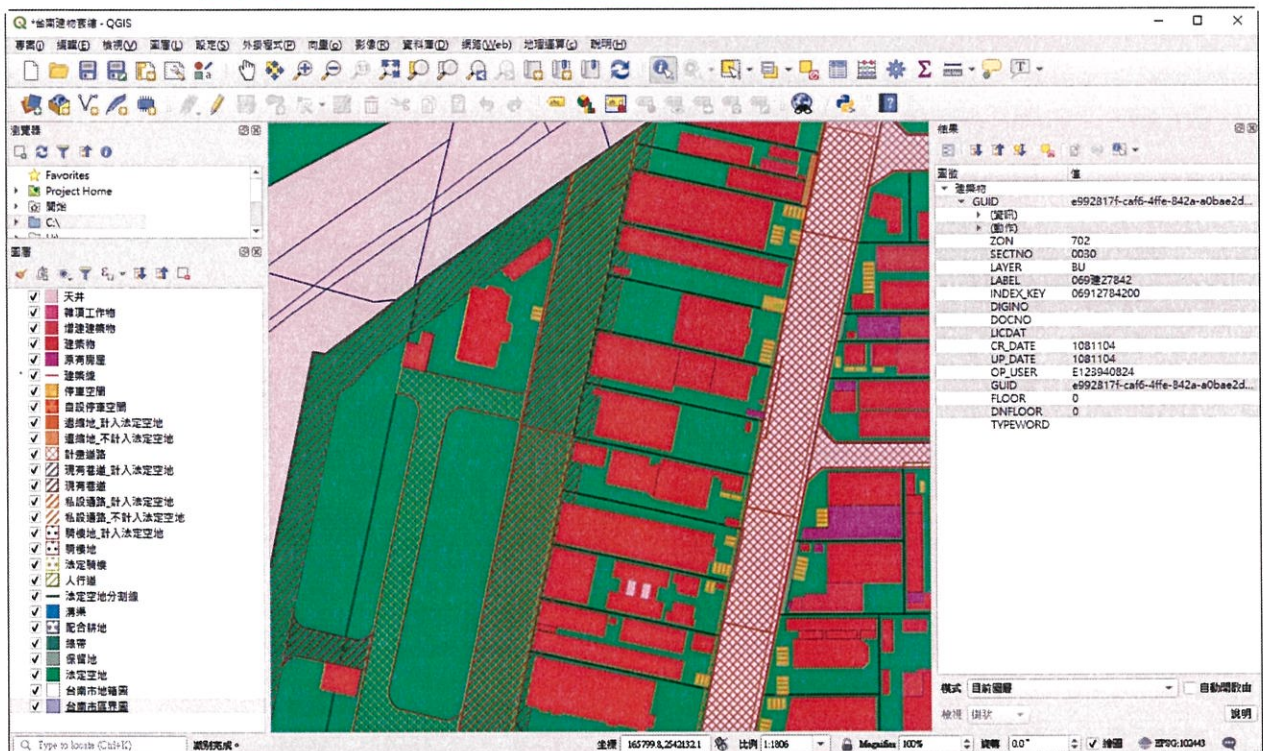 *台南建物套繪 - QGIS
專案(J) 編輯(E) 檢視(V) 圖層(L) 設定(S) 外掛程式(P) 向量(O) 影像(R) 資料庫(D) 網路(Web) 地理運算(C) 說明(H)
瀏覽器
Favorites
Project Home
開始
C:\
圖層
天井
雜項工作物
增建建築物
建築物
原有房屋
建築線
停車空間
自設停車空間
退縮地_計入法定空地
退縮地_不計入法定空地
計畫道路
現有巷道_計入法定空地
現有巷道
私設通路_計入法定空地
私設通路_不計入法定空地
騎樓地_計入法定空地
騎樓地
法定騎樓
人行道
法定空地分割線
溝渠
配合耕地
綠帶
保留地
法定空地
台南市地籍圖
台南市區界圖
結果
圖徵 值
建築物
GUID e992817f-caf6-4ffe-842a-a0bae2d...
(資訊)
(動作)
ZON 702
SECTNO 0030
LAYER BU
LABEL 069建27842
INDEX_KEY 06912784200
DIGINO
DOCNO
LICDAT
CR_DATE 1081104
UP_DATE 1081104
OP_USER E123940824
GUID e992817f-caf6-4ffe-842a-a0bae2d...
FLOOR 0
DNFLOOR 0
TYPEWORD
模式 目前圖層 自動開啟表單
檢視 樹狀 說明
Type to locate (Ctrl+K) 識別完成。 座標 165799.8,2542132.1 比例 1:1806 Magnifier 100% 旋轉 0.0° 繪圖 EPSG:102443